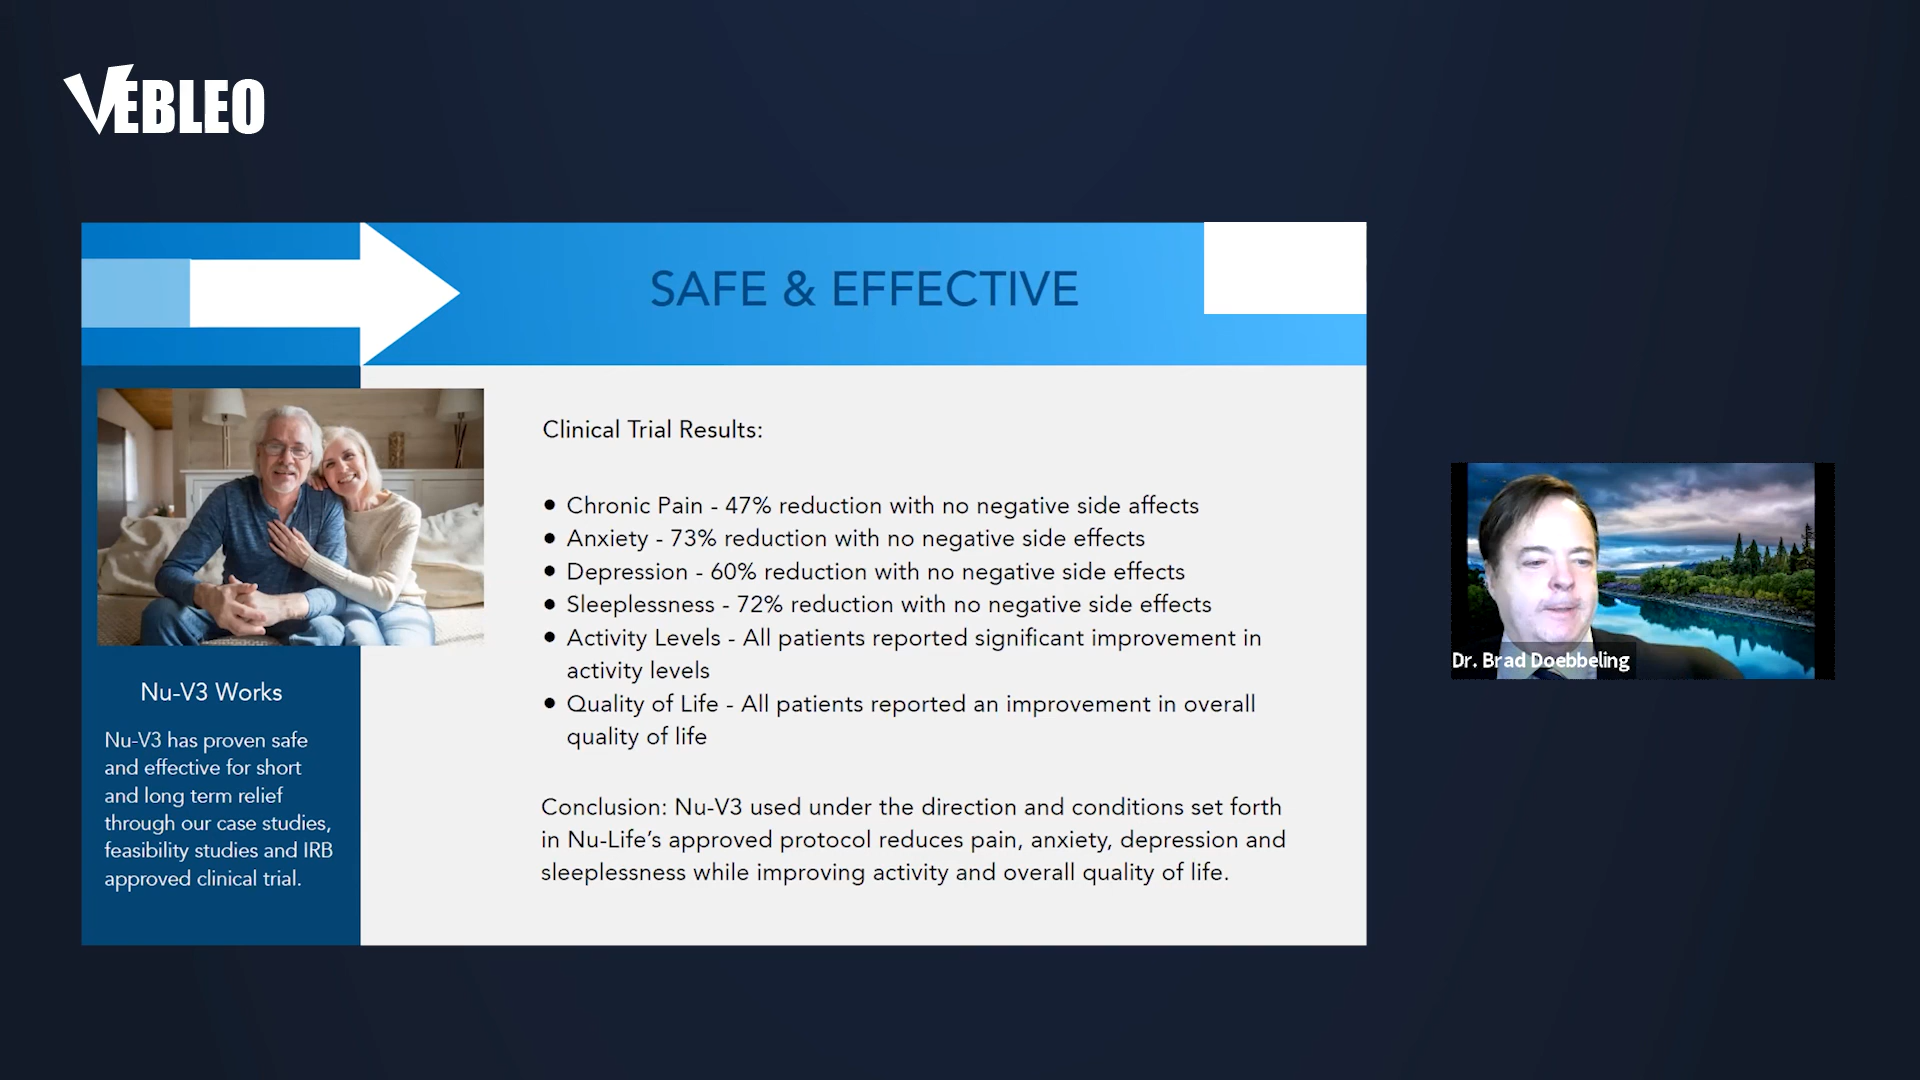 VEBLEO
SAFE & EFFECTIVE
Clinical Trial Results:
● Chronic Pain - 47% reduction with no negative side affects
● Anxiety - 73% reduction with no negative side effects
● Depression - 60% reduction with no negative side effects
● Sleeplessness - 72% reduction with no negative side effects
● Activity Levels - All patients reported significant improvement in
activity levels
● Quality of Life - All patients reported an improvement in overall
quality of life
Conclusion: Nu-V3 used under the direction and conditions set forth
in Nu-Life’s approved protocol reduces pain, anxiety, depression and
sleeplessness while improving activity and overall quality of life.
Nu-V3 Works
Nu-V3 has proven safe
and effective for short
and long term relief
through our case studies,
feasibility studies and IRB
approved clinical trial.
Dr. Brad Doebbeling